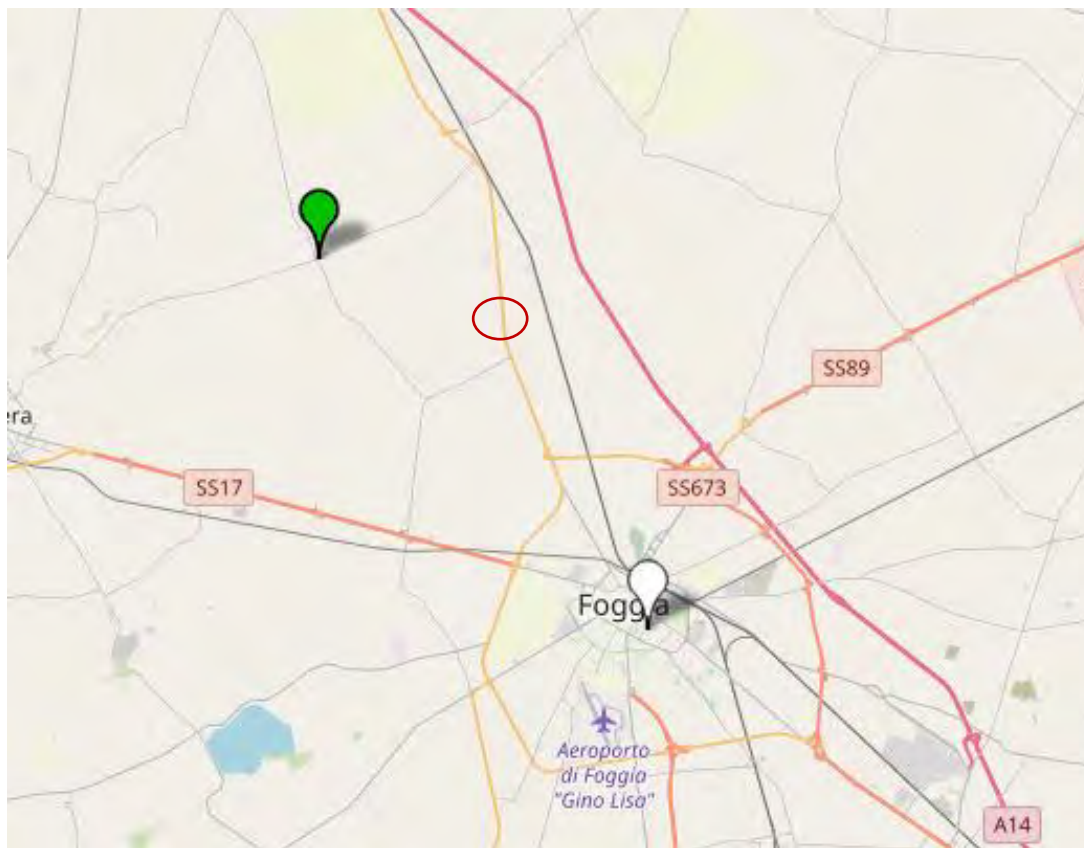 SS89
era
SS17
SS673
Foggia
Aeroporto
di Foggia
"Gino Lisa"
A14